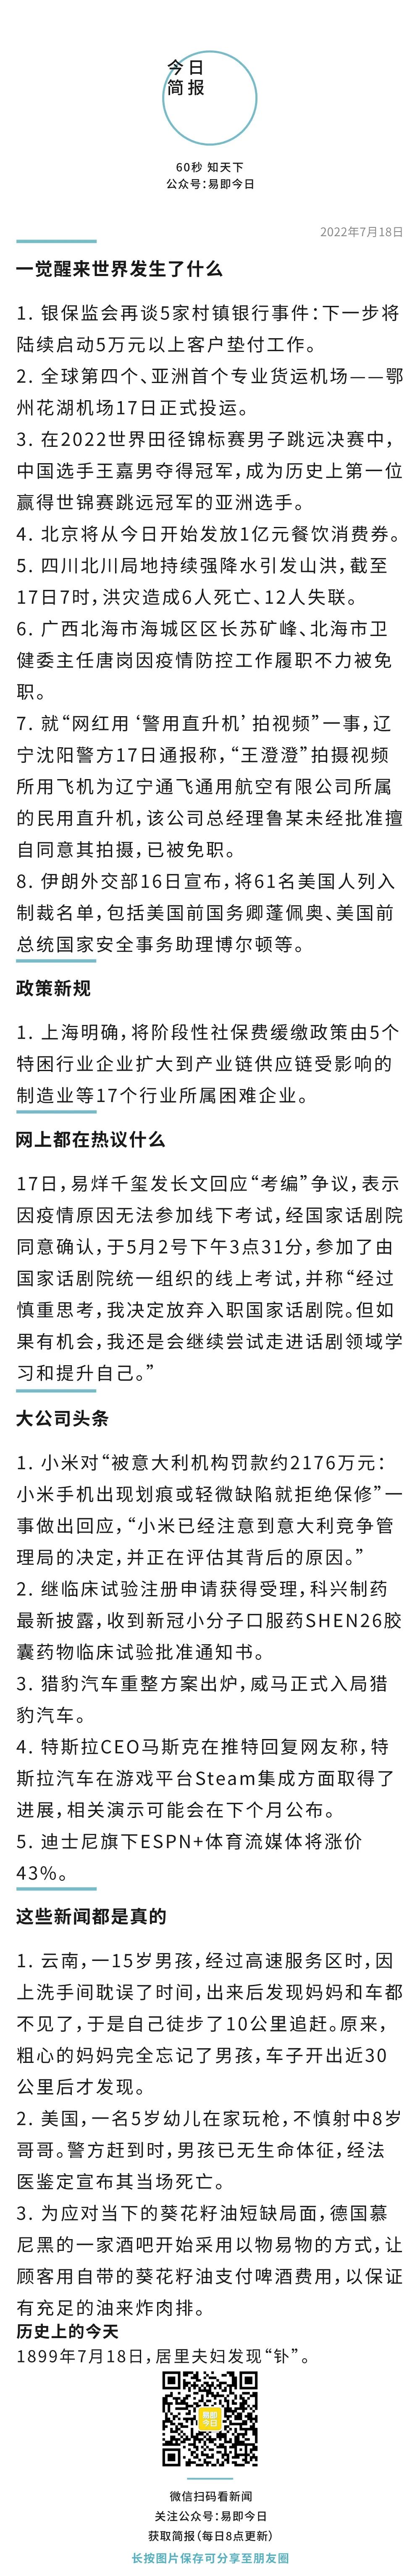 今日
简报
60秒 知天下
公众号：易即今日
2022年7月18日
一觉醒来世界发生了什么
1. 银保监会再谈5家村镇银行事件：下一步将
陆续启动5万元以上客户垫付工作。
2. 全球第四个、亚洲首个专业货运机场——鄂
州花湖机场17日正式投运。
3. 在2022世界田径锦标赛男子跳远决赛中，
中国选手王嘉男夺得冠军，成为历史上第一位
赢得世锦赛跳远冠军的亚洲选手。
4. 北京将从今日开始发放1亿元餐饮消费券。
5. 四川北川局地持续强降水引发山洪，截至
17日7时，洪灾造成6人死亡、12人失联。
6. 广西北海市海城区区长苏矿峰、北海市卫
健委主任唐岗因疫情防控工作履职不力被免
职。
7. 就“网红用‘警用直升机’拍视频”一事，辽
宁沈阳警方17日通报称，“王澄澄”拍摄视频
所用飞机为辽宁通飞通用航空有限公司所属
的民用直升机，该公司总经理鲁某未经批准擅
自同意其拍摄，已被免职。
8. 伊朗外交部16日宣布，将61名美国人列入
制裁名单，包括美国前国务卿蓬佩奥、美国前
总统国家安全事务助理博尔顿等。
政策新规
1. 上海明确，将阶段性社保费缓缴政策由5个
特困行业企业扩大到产业链供应链受影响的
制造业等17个行业所属困难企业。
网上都在热议什么
17日，易烊千玺发长文回应“考编”争议，表示
因疫情原因无法参加线下考试，经国家话剧院
同意确认，于5月2号下午3点31分，参加了由
国家话剧院统一组织的线上考试，并称“经过
慎重思考，我决定放弃入职国家话剧院。但如
果有机会，我还是会继续尝试走进话剧领域学
习和提升自己。”
大公司头条
1. 小米对“被意大利机构罚款约2176万元：
小米手机出现划痕或轻微缺陷就拒绝保修”一
事做出回应，“小米已经注意到意大利竞争管
理局的决定，并正在评估其背后的原因。”
2. 继临床试验注册申请获得受理，科兴制药
最新披露，收到新冠小分子口服药SHEN26胶
囊药物临床试验批准通知书。
3. 猎豹汽车重整方案出炉，威马正式入局猎
豹汽车。
4. 特斯拉CEO马斯克在推特回复网友称，特
斯拉汽车在游戏平台Steam集成方面取得了
进展，相关演示可能会在下个月公布。
5. 迪士尼旗下ESPN+体育流媒体将涨价
43%。
这些新闻都是真的
1. 云南，一15岁男孩，经过高速服务区时，因
上洗手间耽误了时间，出来后发现妈妈和车都
不见了，于是自己徒步了10公里追赶。原来，
粗心的妈妈完全忘记了男孩，车子开出近30
公里后才发现。
2. 美国，一名5岁幼儿在家玩枪，不慎射中8岁
哥哥。警方赶到时，男孩已无生命体征，经法
医鉴定宣布其当场死亡。
3. 为应对当下的葵花籽油短缺局面，德国慕
尼黑的一家酒吧开始采用以物易物的方式，让
顾客用自带的葵花籽油支付啤酒费用，以保证
有充足的油来炸肉排。
历史上的今天
1899年7月18日，居里夫妇发现“钋”。
易即
今日
微信扫码看新闻
关注公众号：易即今日
获取简报（每日8点更新）
长按图片保存可分享至朋友圈